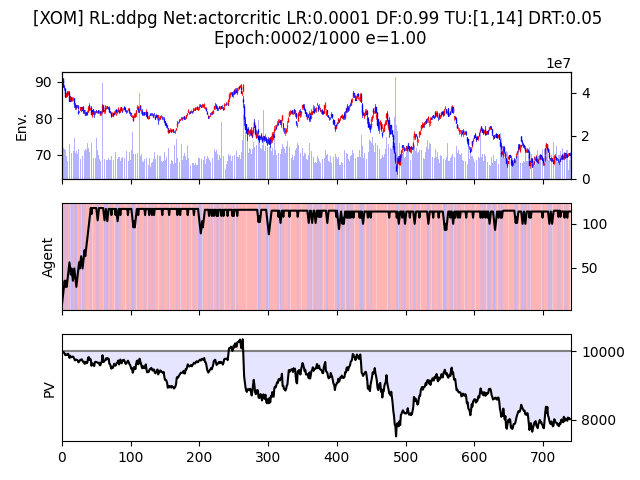 [XOM] RL:ddpg Net:actorcritic LR:0.0001 DF:0.99 TU:[1,14] DRT:0.05
Epoch:0002/1000 e=1.00
1e7
90
80
70
Env.
4
2
0
Agent
100
50
PV
10000
8000
0 100 200 300 400 500 600 700